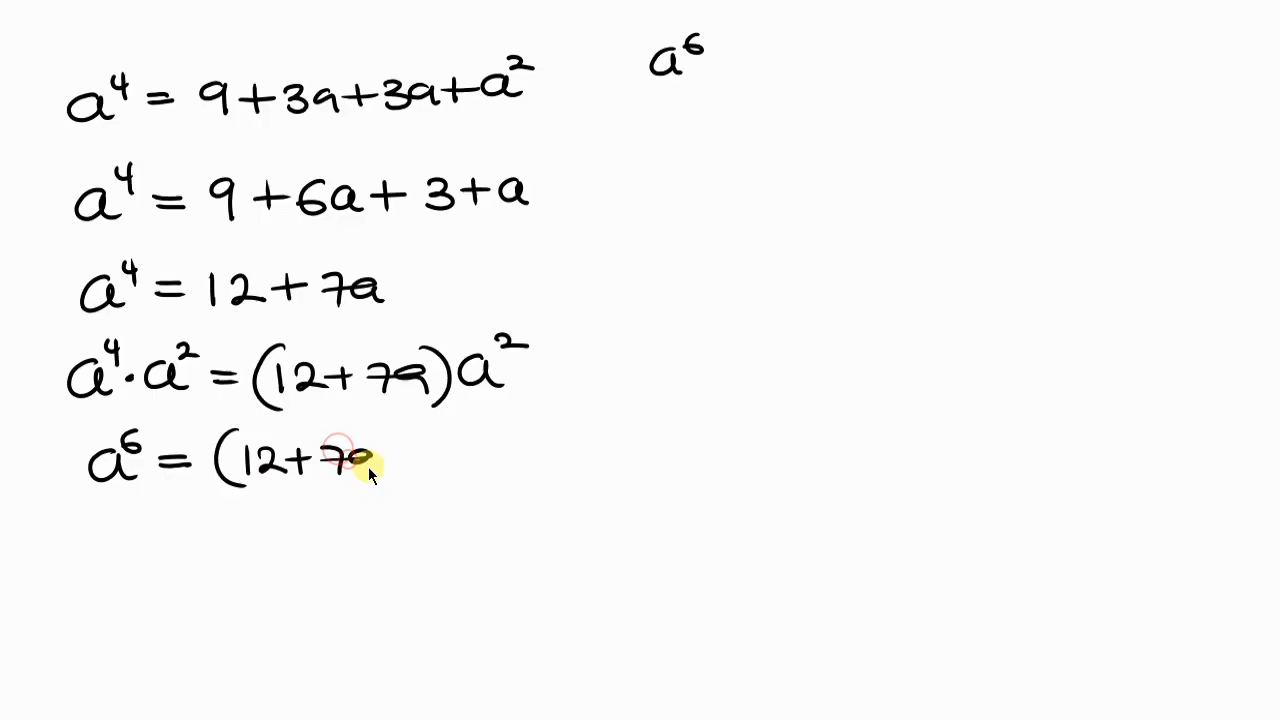 a⁴ = 9+3a+3a+a²
a⁶
a⁴ = 9+6a+3+a
a⁴ = 12+7a
a⁴·a² = (12+7a)a²
a⁶ = (12+7a